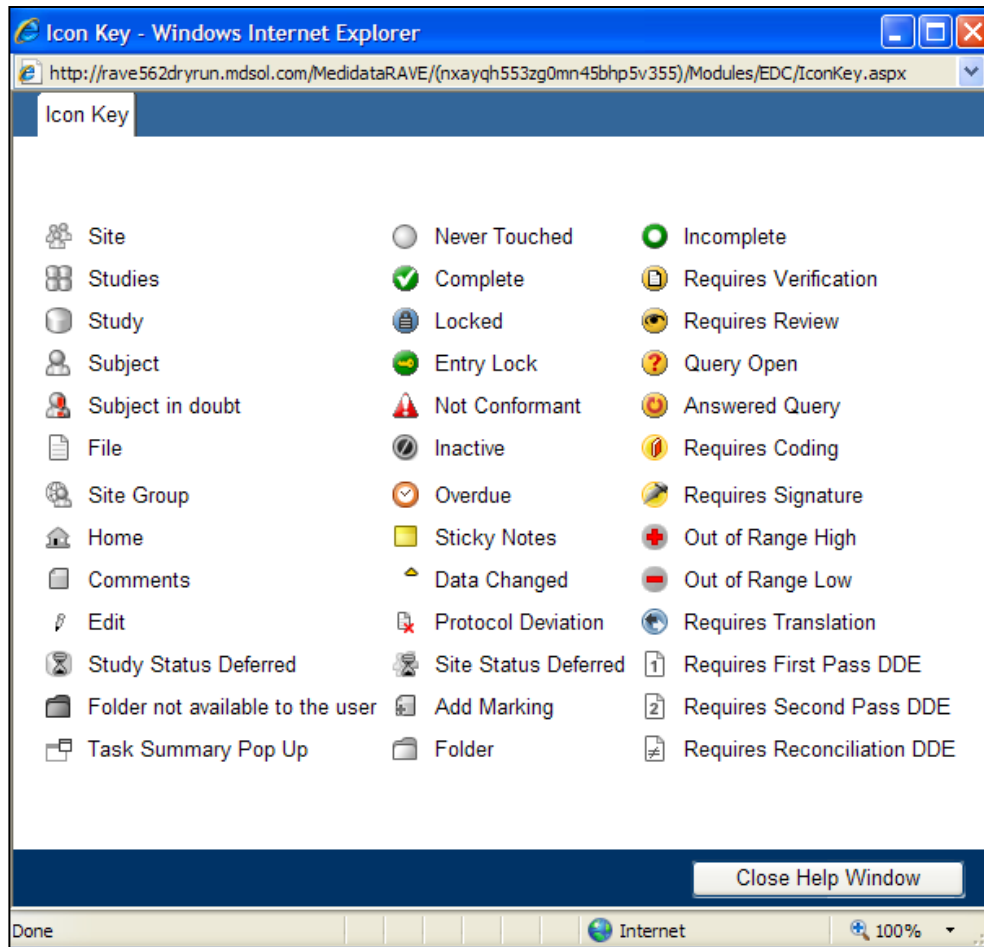 Icon Key - Windows Internet Explorer
http://rave562dryrun.mdsol.com/MedidataRAVE/(nxayqh553zg0mn45bhp5v355)/Modules/EDC/IconKey.aspx
Icon Key
Site Never Touched Incomplete
Studies Complete Requires Verification
Study Locked Requires Review
Subject Entry Lock Query Open
Subject in doubt Not Conformant Answered Query
File Inactive Requires Coding
Site Group Overdue Requires Signature
Home Sticky Notes Out of Range High
Comments Data Changed Out of Range Low
Edit Protocol Deviation Requires Translation
Study Status Deferred Site Status Deferred 1 Requires First Pass DDE
Folder not available to the user Add Marking 2 Requires Second Pass DDE
Task Summary Pop Up Folder ≠ Requires Reconciliation DDE
Close Help Window
Done Internet 100%